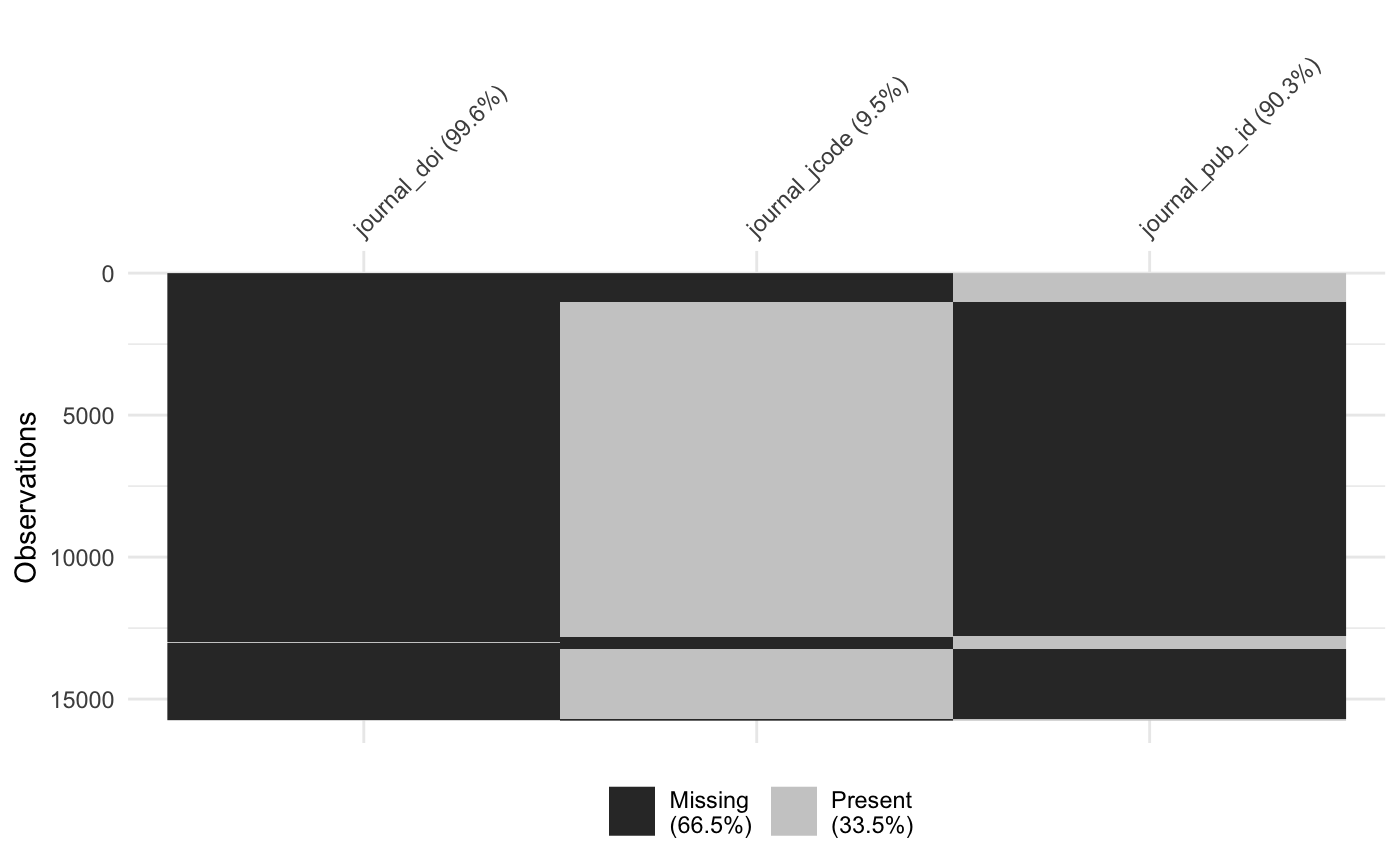 journal_doi (99.6%)
journal_jcode (9.5%)
journal_pub_id (90.3%)
Observations
0
5000
10000
15000
Missing
(66.5%)
Present
(33.5%)